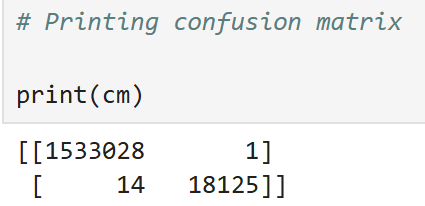 # Printing confusion matrix
print(cm)
[[1533028       1]
 [     14   18125]]